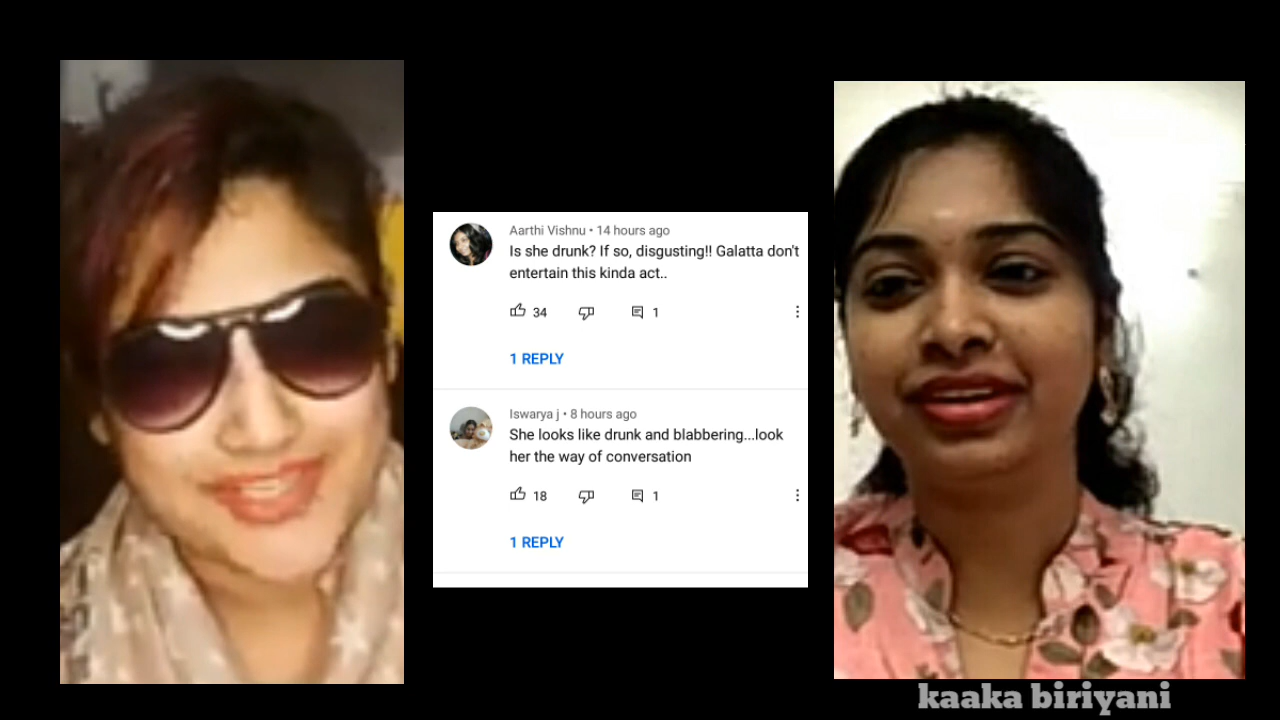 Aarthi Vishnu • 14 hours ago
Is she drunk? If so, disgusting!! Galatta don't
entertain this kinda act..
34
1
1 REPLY
Iswarya j • 8 hours ago
She looks like drunk and blabbering...look
her the way of conversation
18
1
1 REPLY
kaaka biriyani